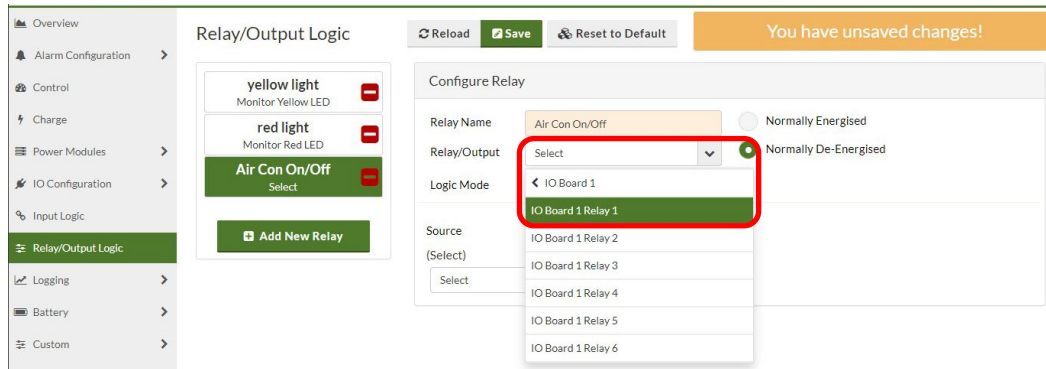 Overview
Alarm Configuration
Control
Charge
Power Modules
IO Configuration
Input Logic
Relay/Output Logic
Logging
Battery
Custom
Relay/Output Logic
Reload
Save
Reset to Default
You have unsaved changes!
yellow light
Monitor Yellow LED
red light
Monitor Red LED
Air Con On/Off
Select
Add New Relay
Configure Relay
Relay Name
Air Con On/Off
Normally Energised
Relay/Output
Select
Normally De-Energised
Logic Mode
IO Board 1
IO Board 1 Relay 1
IO Board 1 Relay 2
IO Board 1 Relay 3
IO Board 1 Relay 4
IO Board 1 Relay 5
IO Board 1 Relay 6
Source
(Select)
Select